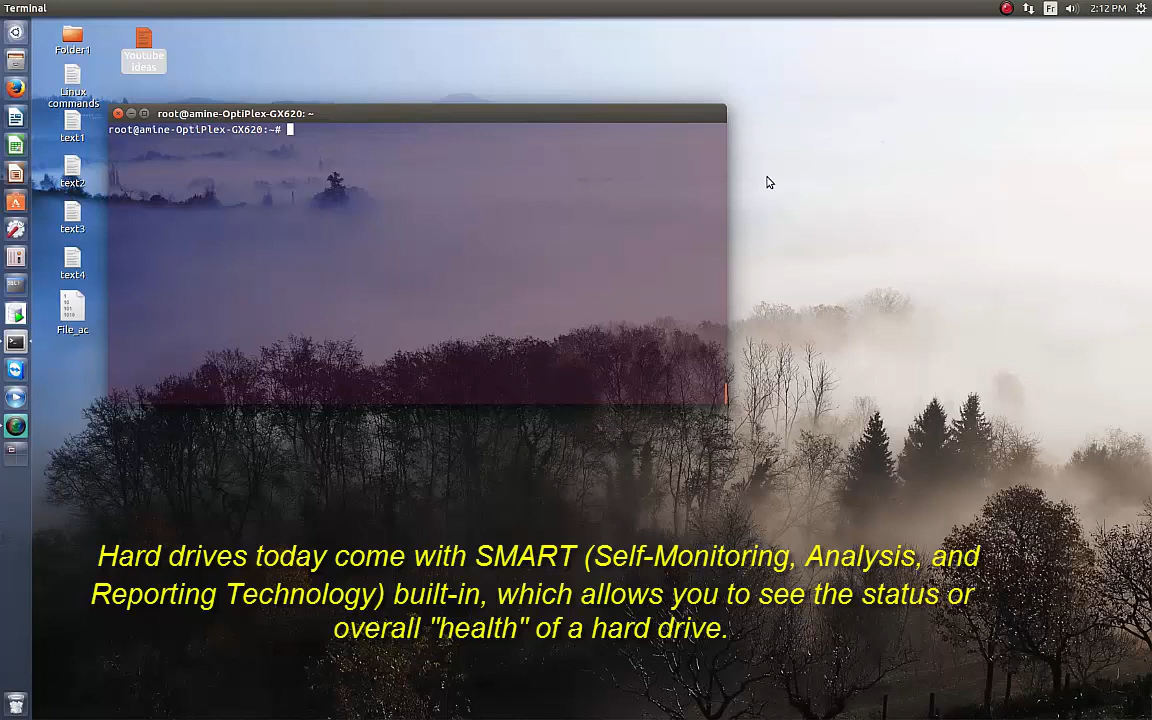 Terminal
Fr
2:12 PM
Folder1
Youtube
ideas
Linux
commands
text1
text2
text3
text4
File_ac
root@amine-OptiPlex-GX620: ~
root@amine-OptiPlex-GX620:~#
Hard drives today come with SMART (Self-Monitoring, Analysis, and
Reporting Technology) built-in, which allows you to see the status or
overall "health" of a hard drive.